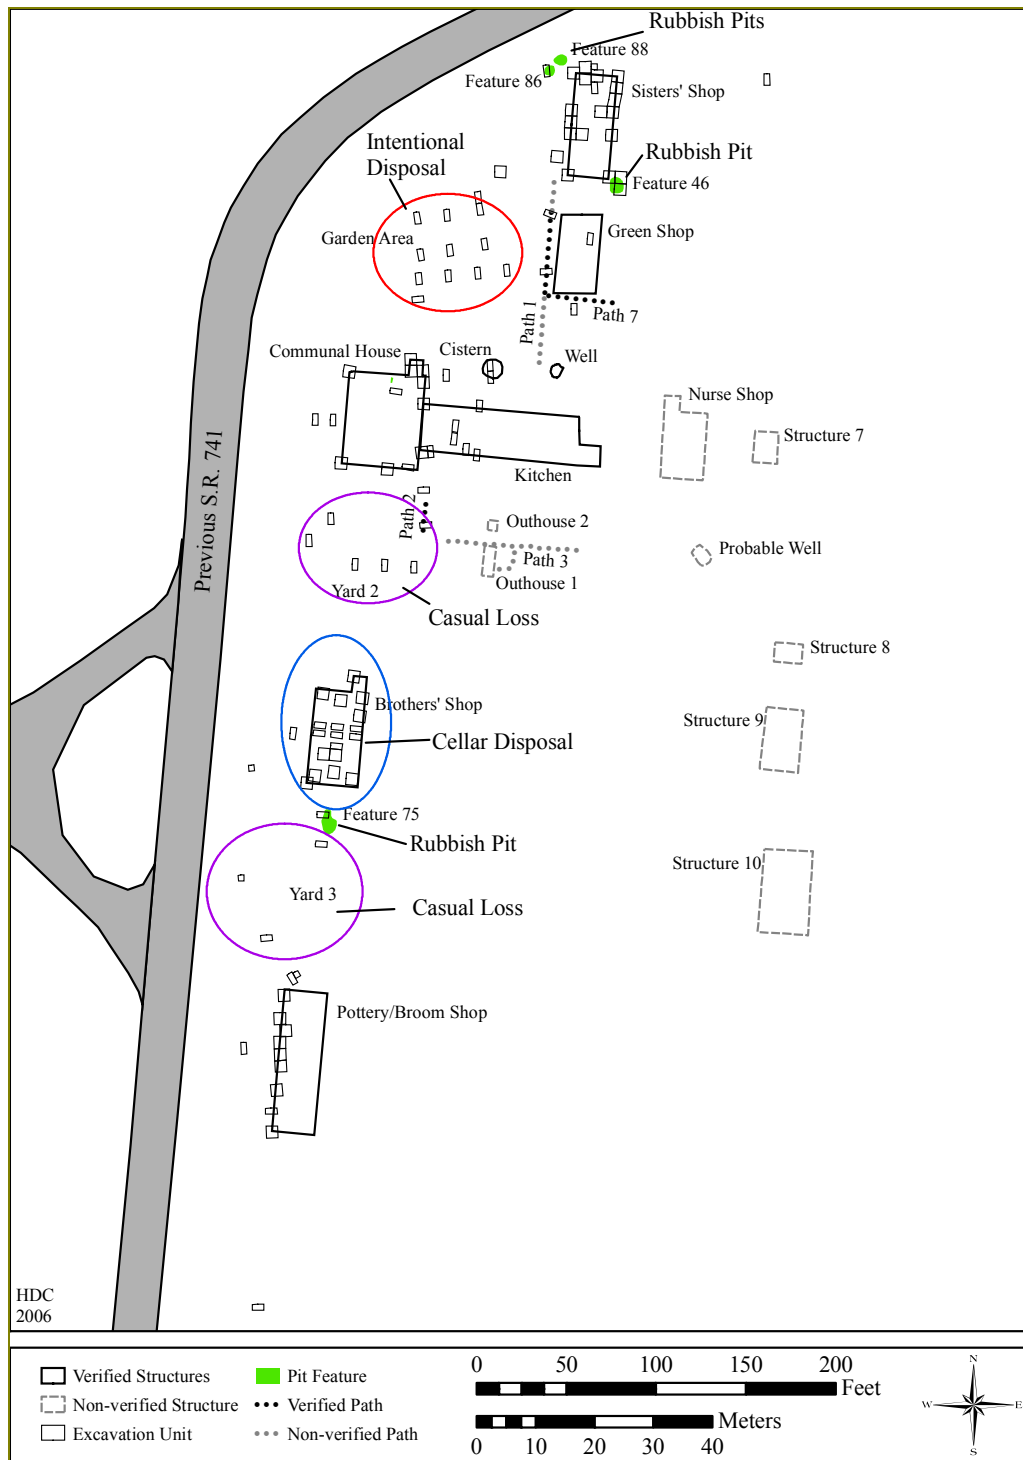 Rubbish Pits
Feature 88
Feature 86
Sisters' Shop
Intentional
Disposal
Rubbish Pit
Feature 46
Garden Area
Green Shop
Path 1
Path 7
Communal House
Cistern
Well
Nurse Shop
Structure 7
Kitchen
Previous S.R. 741
Path 2
Outhouse 2
Path 3
Probable Well
Outhouse 1
Yard 2
Casual Loss
Structure 8
Brothers' Shop
Structure 9
Cellar Disposal
Feature 75
Rubbish Pit
Structure 10
Yard 3
Casual Loss
Pottery/Broom Shop
HDC
2006
Verified Structures
Non-verified Structure
Excavation Unit
Pit Feature
Verified Path
Non-verified Path
0 50 100 150 200
Feet
Meters
0 10 20 30 40
N
W E
S